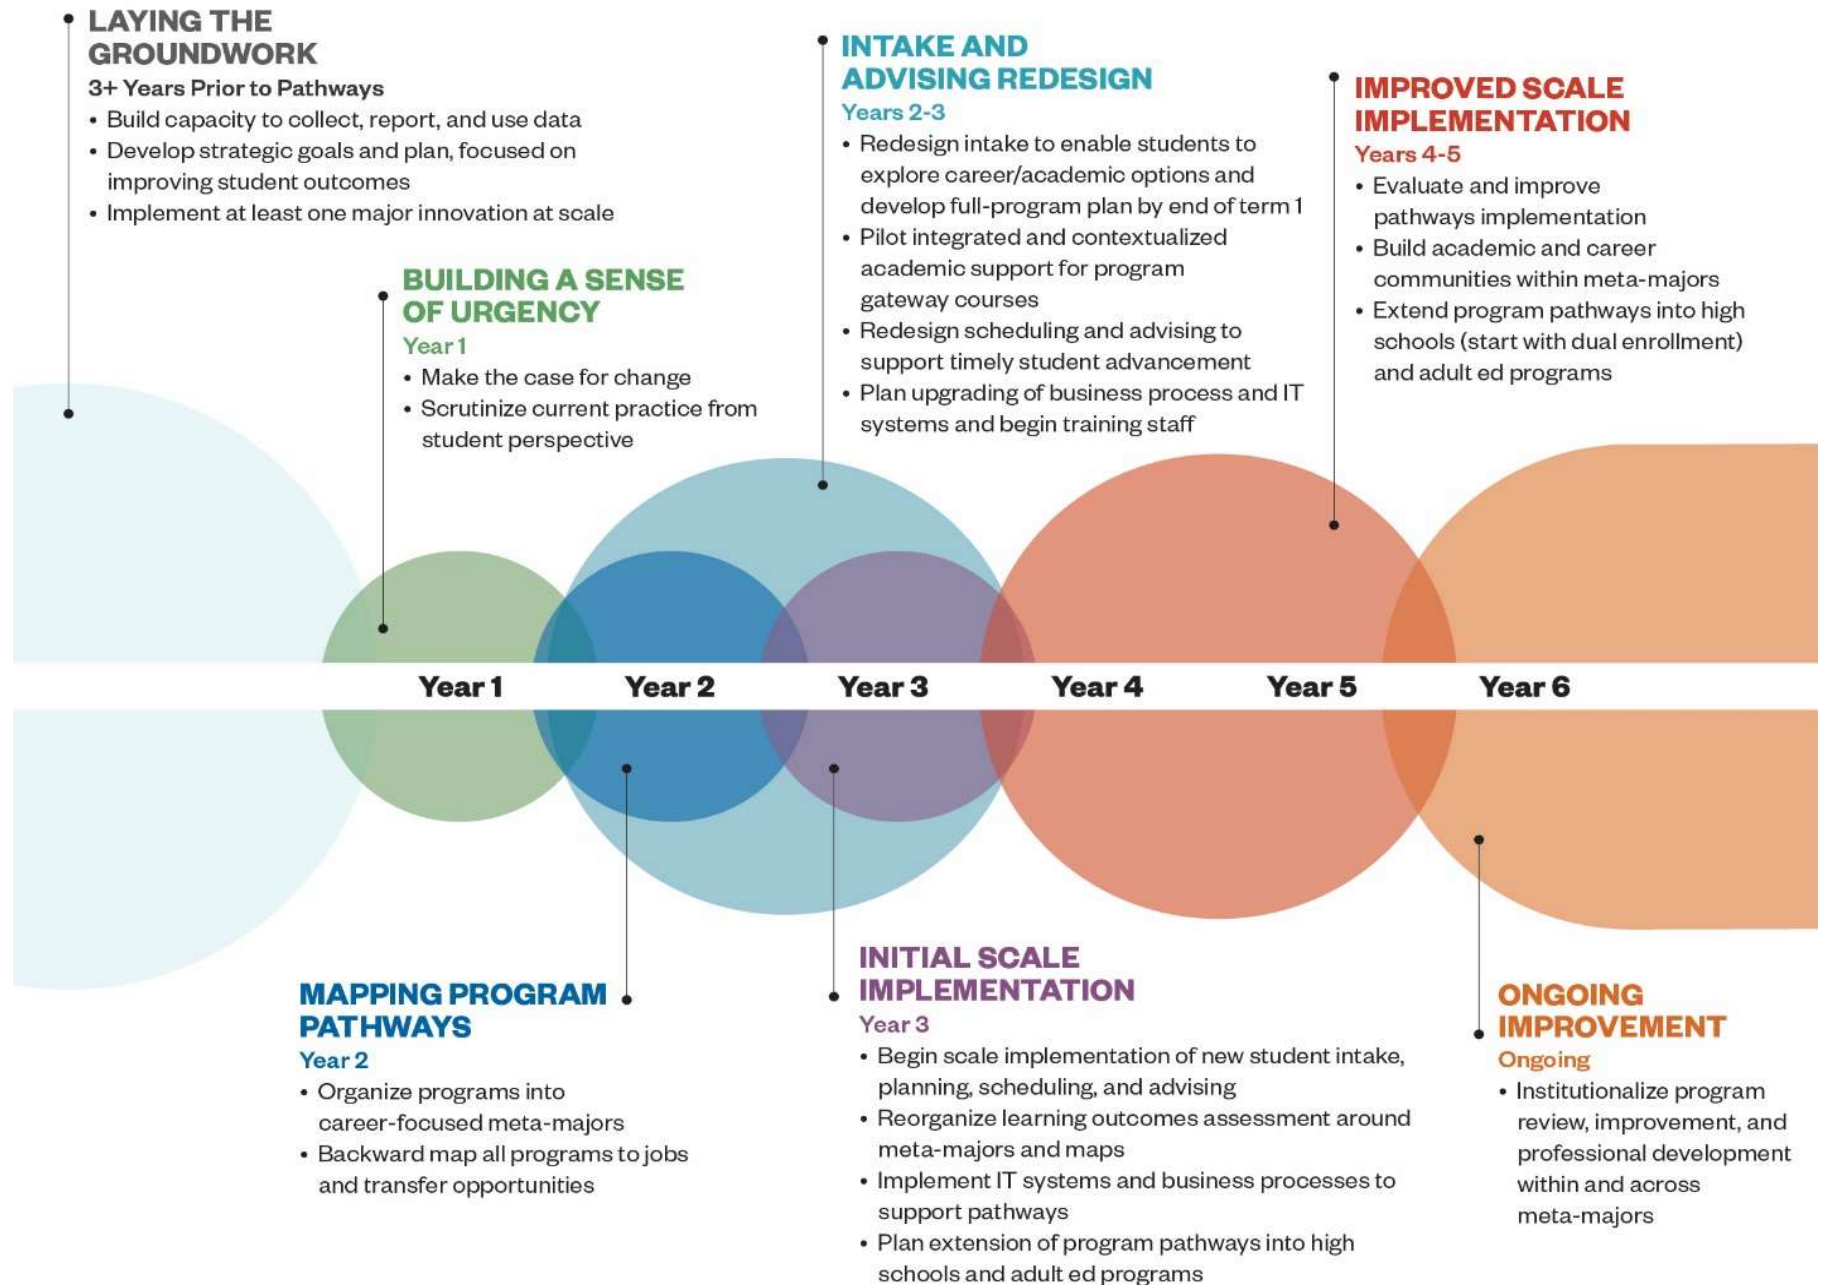 LAYING THE
GROUNDWORK
3+ Years Prior to Pathways
• Build capacity to collect, report, and use data
• Develop strategic goals and plan, focused on
improving student outcomes
• Implement at least one major innovation at scale
BUILDING A SENSE
OF URGENCY
Year 1
• Make the case for change
• Scrutinize current practice from
student perspective
INTAKE AND
ADVISING REDESIGN
Years 2-3
• Redesign intake to enable students to
explore career/academic options and
develop full-program plan by end of term 1
• Pilot integrated and contextualized
academic support for program
gateway courses
• Redesign scheduling and advising to
support timely student advancement
• Plan upgrading of business process and IT
systems and begin training staff
IMPROVED SCALE
IMPLEMENTATION
Years 4-5
• Evaluate and improve
pathways implementation
• Build academic and career
communities within meta-majors
• Extend program pathways into high
schools (start with dual enrollment)
and adult ed programs
Year 1 Year 2 Year 3 Year 4 Year 5 Year 6
MAPPING PROGRAM
PATHWAYS
Year 2
• Organize programs into
career-focused meta-majors
• Backward map all programs to jobs
and transfer opportunities
INITIAL SCALE
IMPLEMENTATION
Year 3
• Begin scale implementation of new student intake,
planning, scheduling, and advising
• Reorganize learning outcomes assessment around
meta-majors and maps
• Implement IT systems and business processes to
support pathways
• Plan extension of program pathways into high
schools and adult ed programs
ONGOING
IMPROVEMENT
Ongoing
• Institutionalize program
review, improvement, and
professional development
within and across
meta-majors